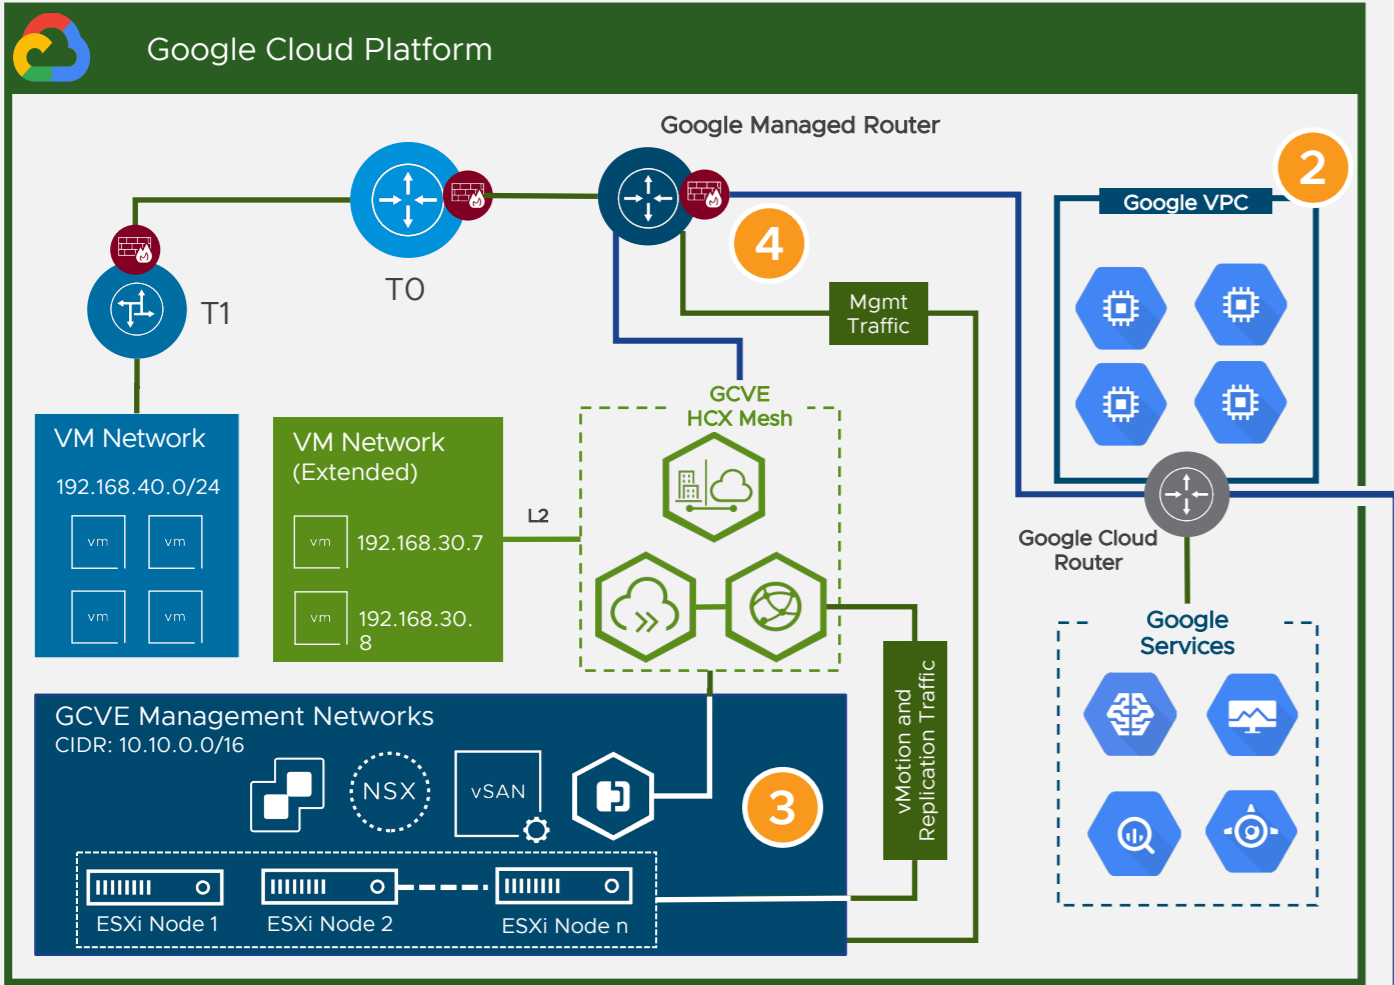 Google Cloud Platform
Google Managed Router
2
Google VPC
4
T0
T1
Mgmt
Traffic
GCVE
HCX Mesh
VM Network
192.168.40.0/24
vm
vm
vm
vm
VM Network
(Extended)
vm
192.168.30.7
vm
192.168.30.
8
L2
Google Cloud
Router
Google
Services
vMotion and
Replication Traffic
GCVE Management Networks
CIDR: 10.10.0.0/16
NSX
vSAN
3
ESXi Node 1
ESXi Node 2
ESXi Node n